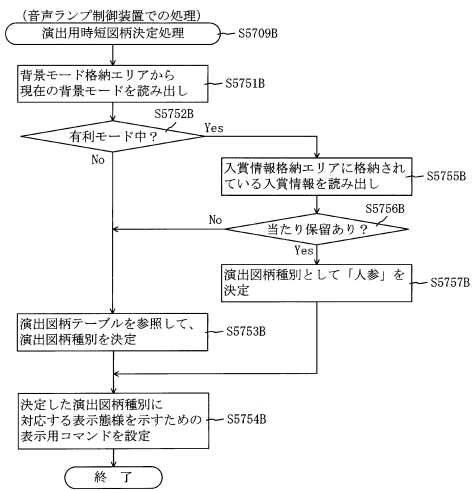 （音声ランプ制御装置での処理）
演出用時短図柄決定処理
S5709B
背景モード格納エリアから
現在の背景モードを読み出し
S5751B
S5752B
有利モード中？
Yes
No
入賞情報格納エリアに格納され
ている入賞情報を読み出し
S5755B
S5756B
当たり保留あり？
No
Yes
演出図柄種別として「人参」を
決定
S5757B
演出図柄テーブルを参照して、
演出図柄種別を決定
S5753B
決定した演出図柄種別に
対応する表示態様を示すための
表示用コマンドを設定
S5754B
終 了